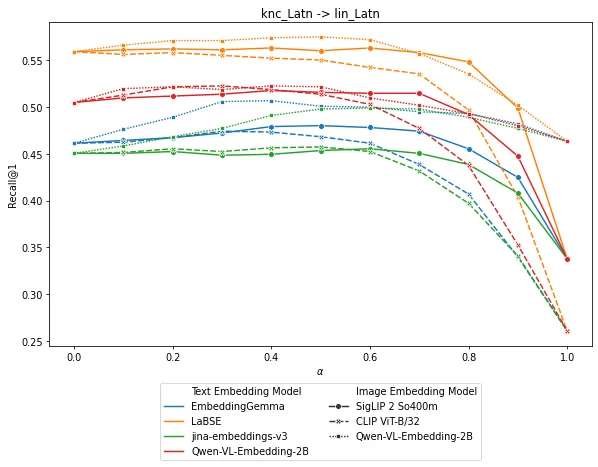 knc_Latn -> lin_Latn
Recall@1
0.55
0.50
0.45
0.40
0.35
0.30
0.25
0.0
0.2
0.4
0.6
0.8
1.0
α
Text Embedding Model
EmbeddingGemma
LaBSE
jina-embeddings-v3
Qwen-VL-Embedding-2B
Image Embedding Model
SigLIP 2 So400m
CLIP ViT-B/32
Qwen-VL-Embedding-2B